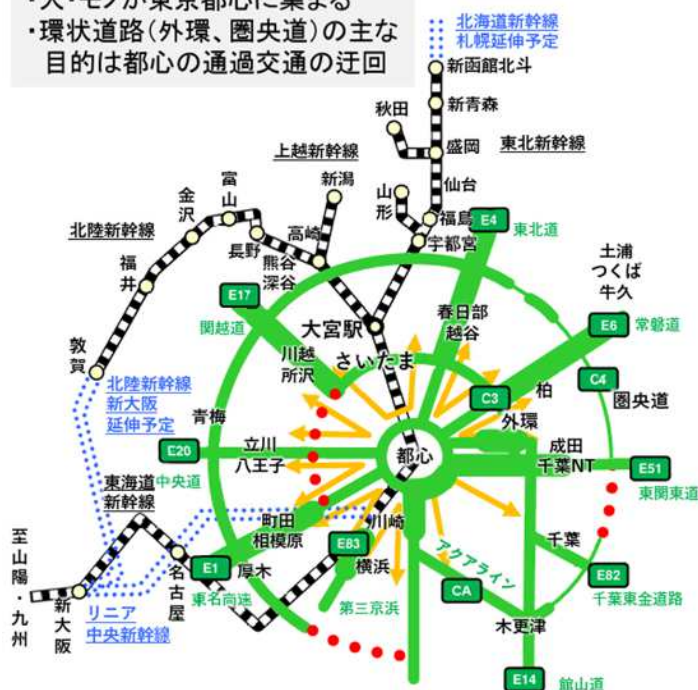 ・環状道路(外環、圏央道)の主な
目的は都心の通過交通の迂回
北海道新幹線
札幌延伸予定
新函館北斗
新青森
秋田
盛岡
東北新幹線
上越新幹線
新潟
仙台
山形
福島
E4
東北道
宇都宮
富山
金沢
北陸新幹線
長野
高崎
熊谷
深谷
福井
E17
関越道
大宮駅
春日部
越谷
土浦
つくば
牛久
E6
常磐道
敦賀
川越
所沢
さいたま
北陸新幹線
新大阪
延伸予定
C3
柏
C4
圏央道
外環
青梅
E20
中央道
立川
八王子
都心
成田
千葉NT
E51
東関東道
東海道
新幹線
町田
相模原
川崎
至山陽・九州
新大阪
名古屋
E1
東名高速
厚木
E83
横浜
第三京浜
アクアライン
CA
千葉
E82
千葉東金道路
リニア
中央新幹線
木更津
E14
館山道